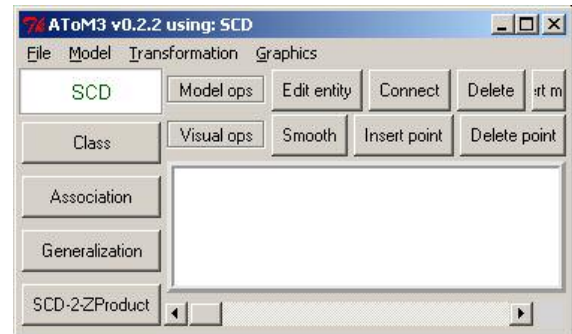 AToM3 v0.2.2 using: SCD
File Model Transformation Graphics
SCD Model ops Edit entity Connect Delete
Class Visual ops Smooth Insert point Delete point
Association
Generalization
SCD-2-ZProduct